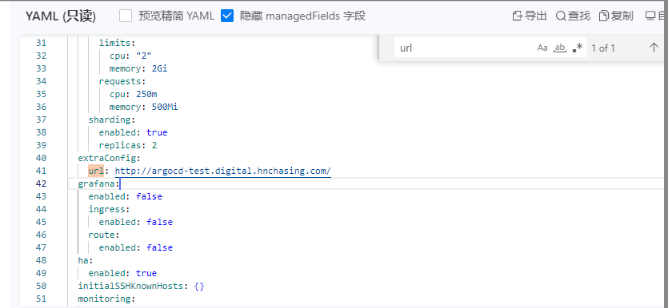 YAML (只读) 预览精简 YAML 隐藏 managedFields 字段 导出 查找 复制
url Aa ab .* 1 of 1
31 limits:
32 cpu: "2"
33 memory: 2Gi
34 requests:
35 cpu: 250m
36 memory: 500Mi
37 sharding:
38 enabled: true
39 replicas: 2
40 extraConfig:
41 url: http://argocd-test.digital.hnchasing.com/
42 grafana:
43 enabled: false
44 ingress:
45 enabled: false
46 route:
47 enabled: false
48 ha:
49 enabled: true
50 initialSSHKnownHosts: {}
51 monitoring: